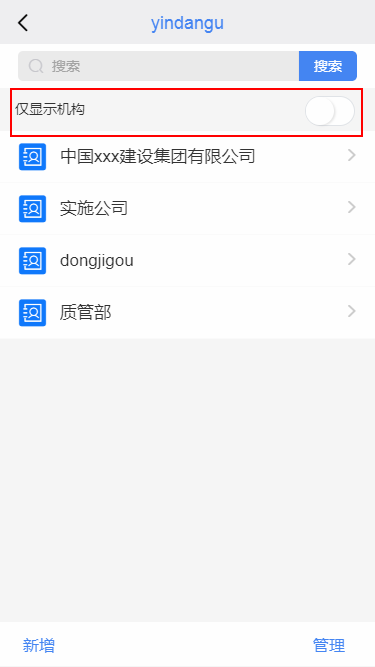 yindangu
搜索
搜索
仅显示机构
中国xxx建设集团有限公司
实施公司
dongjigou
质管部
新增
管理